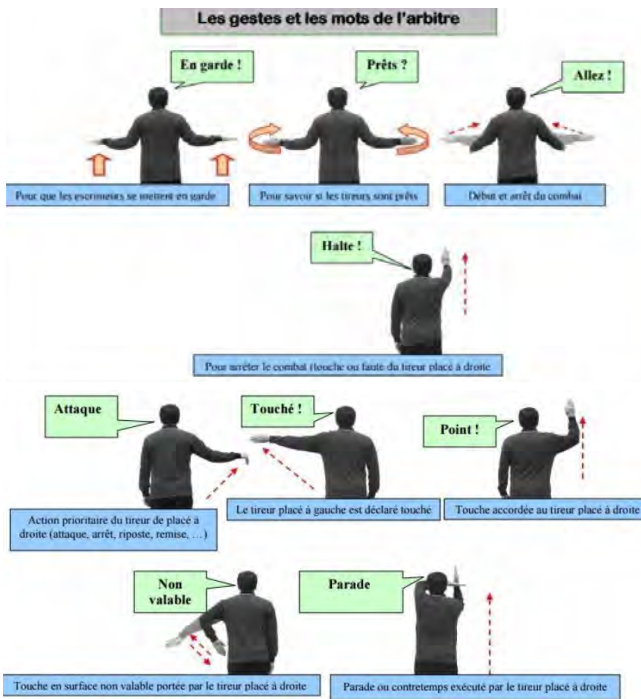 Les gestes et les mots de l'arbitre
En garde !
Prêts ?
Allez !
Pour que les escrimeurs se mettent en garde
Pour savoir si les tireurs sont prêts
Début et arrêt du combat
Halte !
Pour arrêter le combat (touche ou faute du tireur placé à droite
Attaque
Touché !
Point !
Action prioritaire du tireur de placé à
droite (attaque, arrêt, riposte, remise, …)
Le tireur placé à gauche est déclaré touché
Touche accordée au tireur placé à droite
Non
valable
Parade
Touche en surface non valable portée par le tireur placé à droite
Parade ou contretemps exécuté par le tireur placé à droite